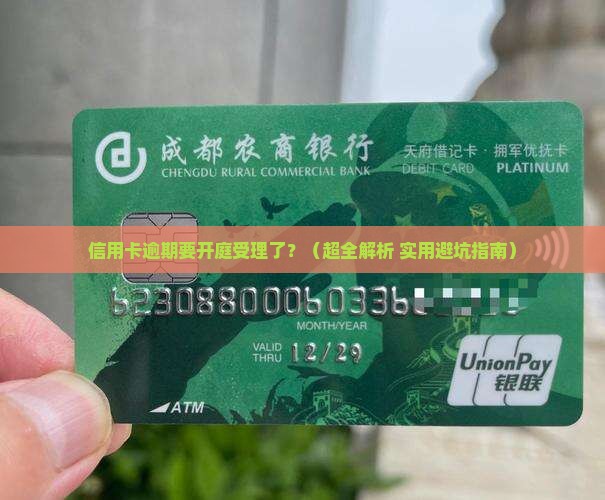 成都农商银行
CHENGDU RURAL COMMERCIAL BANK
天府借记卡·拥军优抚卡
DEBIT CARD PLATINUM
信用卡逾期要开庭受理了？（超全解析 实用避坑指南）
62308800060336
MONTH/YEAR
VALID THRU 12/29
UnionPay
银联
ATM